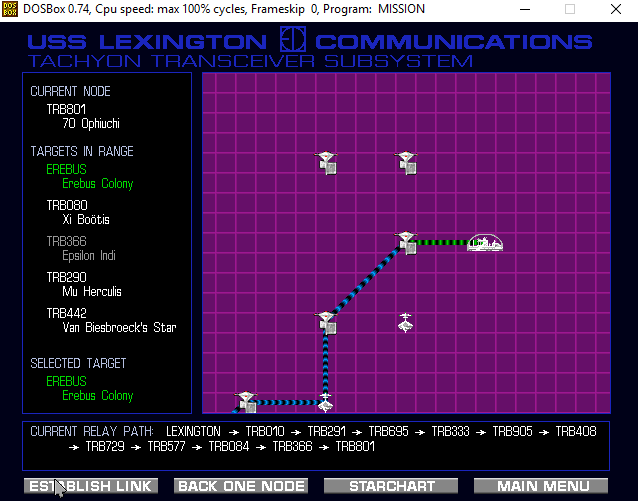 DOSBox 0.74, Cpu speed: max 100% cycles, Frameskip 0, Program: MISSION
USS LEXINGTON COMMUNICATIONS
TACHYON TRANSCEIVER SUBSYSTEM
CURRENT NODE
TRB801
70 Ophiuchi
TARGETS IN RANGE
EREBUS
Erebus Colony
TRB080
Xi Boötis
TRB366
Epsilon Indi
TRB290
Mu Herculis
TRB442
Van Biesbroeck's Star
SELECTED TARGET
EREBUS
Erebus Colony
CURRENT RELAY PATH: LEXINGTON → TRB010 → TRB291 → TRB695 → TRB333 → TRB905 → TRB408
→ TRB729 → TRB577 → TRB084 → TRB366 → TRB801
ESTABLISH LINK BACK ONE NODE STARCHART MAIN MENU